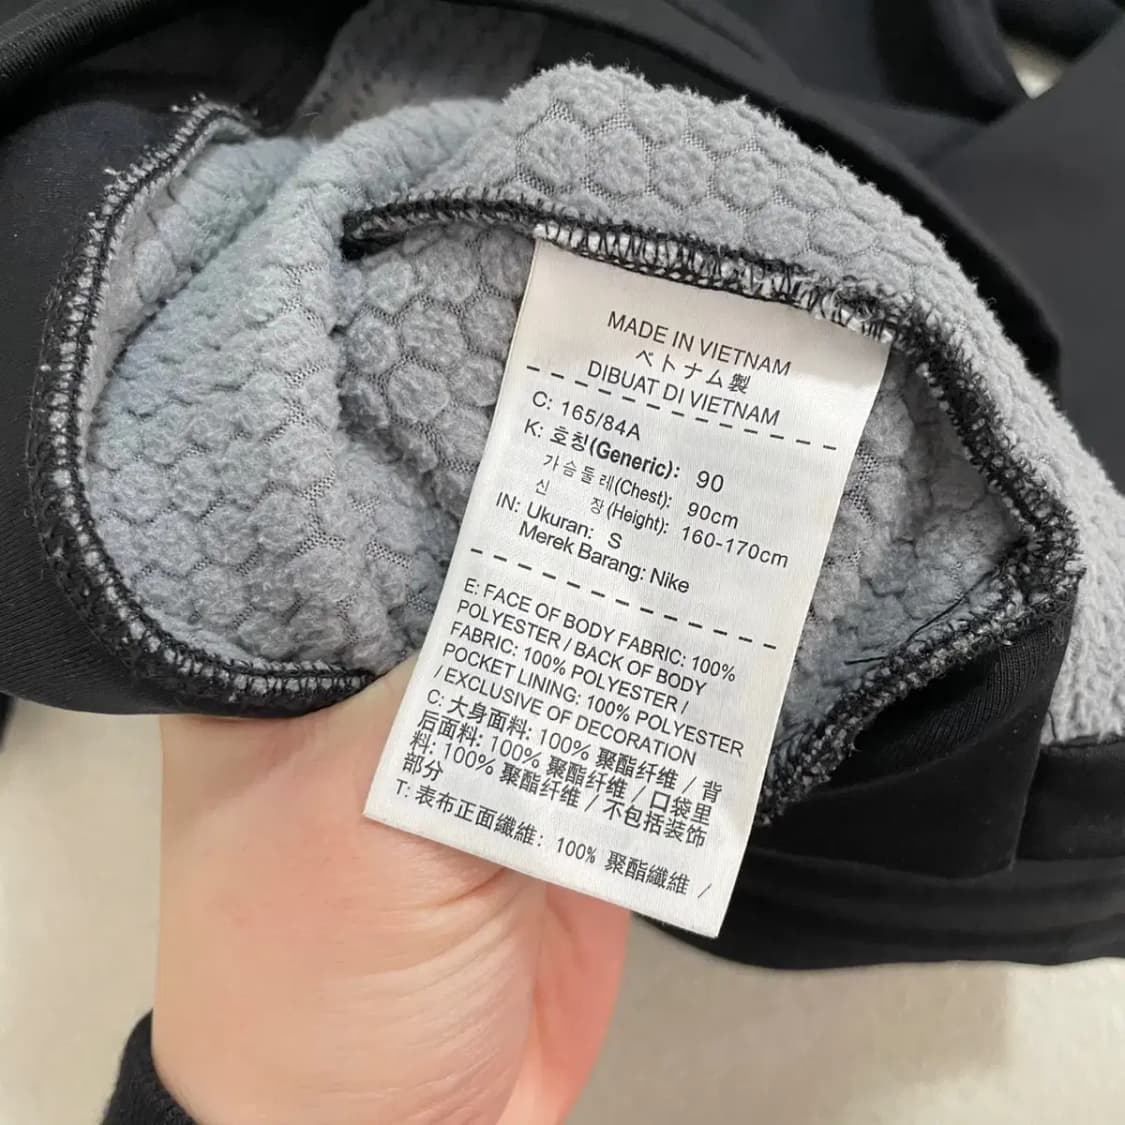 MADE IN VIETNAM
ベトナム製
DIBUAT DI VIETNAM
C: 165/84A
K: 호칭(Generic): 90
가슴둘레(Chest): 90cm
신 장(Height): 160-170cm
IN: Ukuran: S
Merek Barang: Nike
E: FACE OF BODY FABRIC: 100%
POLYESTER / BACK OF BODY
FABRIC: 100% POLYESTER /
POCKET LINING: 100% POLYESTER
/ EXCLUSIVE OF DECORATION
C: 大身面料: 100% 聚酯纤维 / 背
后面料: 100% 聚酯纤维 / 口袋里
料: 100% 聚酯纤维 / 不包括装饰
部分
T: 表布正面纖維: 100% 聚酯纖維 /